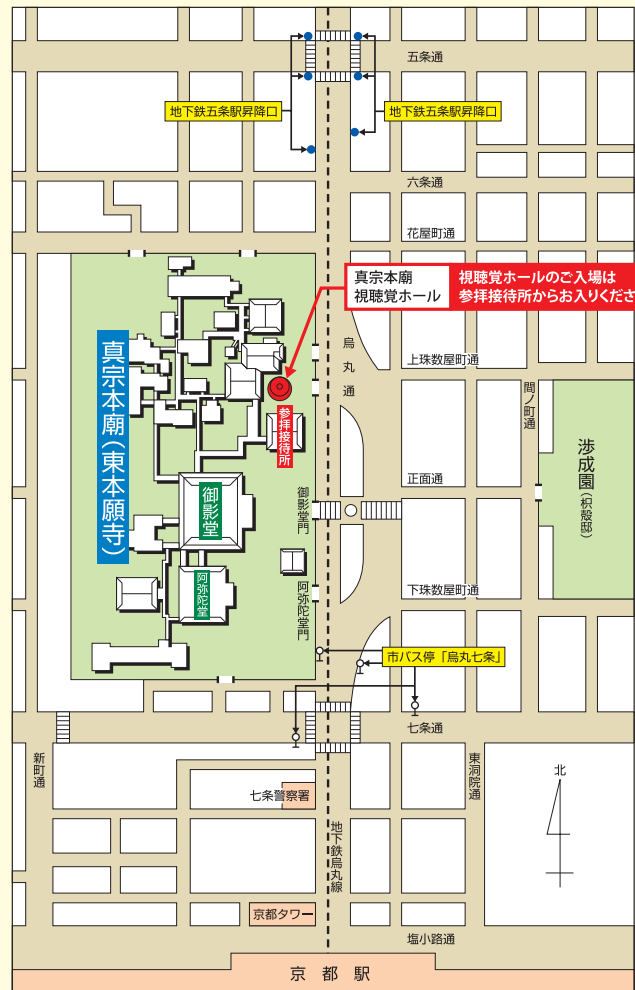 五条通
地下鉄五条駅昇降口
地下鉄五条駅昇降口
六条通
花屋町通
真宗本廟
視聴覚ホール
視聴覚ホールのご入場は
参拝接待所からお入りくださ
烏丸通
上珠数屋町通
間ノ町通
真宗本廟(東本願寺)
参拝接待所
渉成園(枳殻邸)
正面通
御影堂
御影堂門
阿弥陀堂
阿弥陀堂門
下珠数屋町通
市バス停「烏丸七条」
七条通
新町通
東洞院通
北
七条警察署
地下鉄烏丸線
京都タワー
塩小路通
京都駅